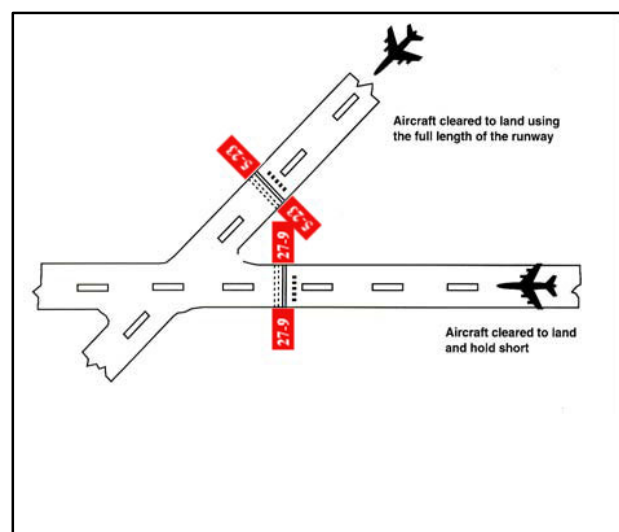 Aircraft cleared to land using
the full length of the runway
5-23
5-23
27-9
27-9
Aircraft cleared to land
and hold short